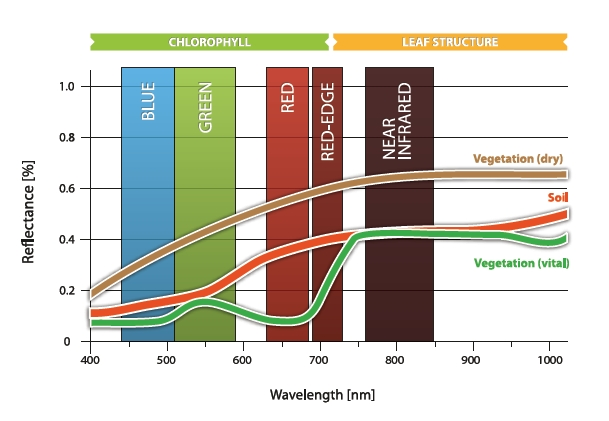 CHLOROPHYLL
LEAF STRUCTURE
BLUE
GREEN
RED
RED-EDGE
NEAR
INFRARED
1.0
0.8
0.6
0.4
0.2
0
Reflectance [%]
Vegetation (dry)
Soil
Vegetation (vital)
400
500
600
700
800
900
1000
Wavelength [nm]